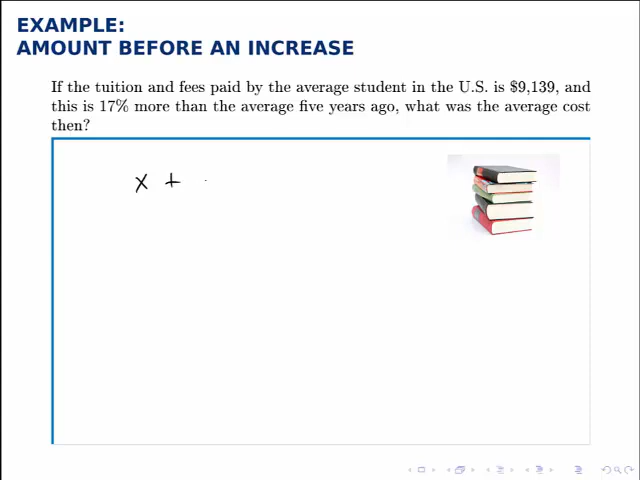 EXAMPLE:
AMOUNT BEFORE AN INCREASE
If the tuition and fees paid by the average student in the U.S. is $9,139, and
this is 17% more than the average five years ago, what was the average cost
then?
x +